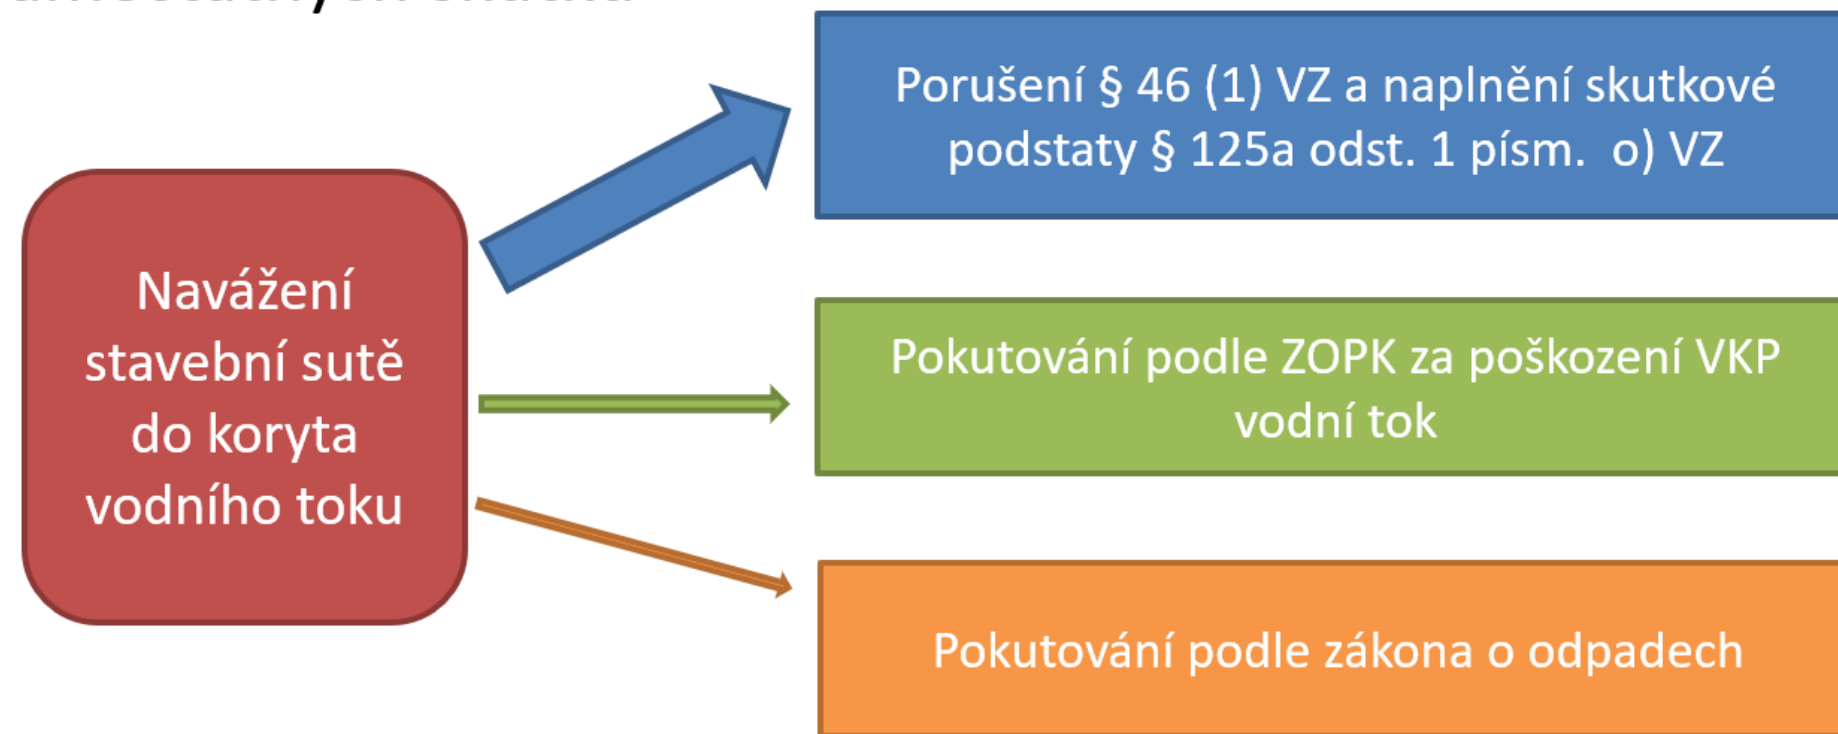 Porušení § 46 (1) VZ a naplnění skutkové
podstaty § 125a odst. 1 písm.  o) VZ
Navážení
stavební sutě
do koryta
vodního toku
Pokutování podle ZOPK za poškození VKP
vodní tok
Pokutování podle zákona o odpadech